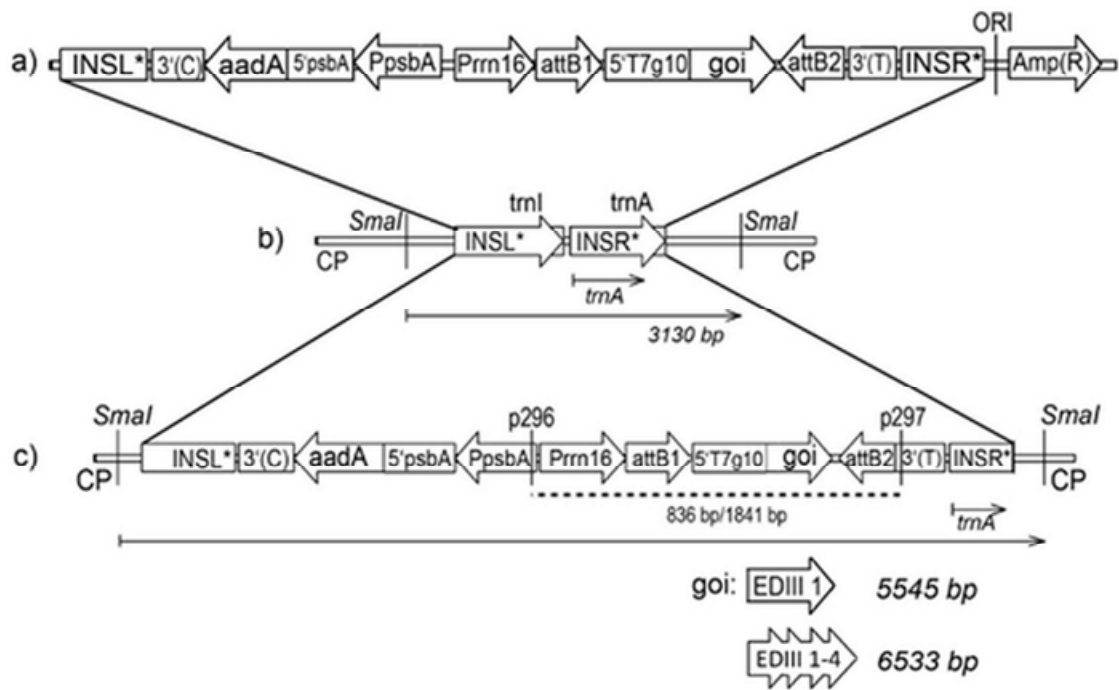 ORI
a) INSL* 3'(C) aadA 5'psbA PpsbA Prrn16 attB1 5'T7g10 goi attB2 3'(T) INSR* Amp(R)
trnI trnA
SmaI SmaI
b) INSL* INSR*
CP CP
trnA
3130 bp
SmaI p296 p297 SmaI
c) INSL* 3'(C) aadA 5'psbA PpsbA Prrn16 attB1 5'T7g10 goi attB2 3'(T) INSR*
CP CP
836 bp/1841 bp trnA
goi: EDIII 1 5545 bp
EDIII 1-4 6533 bp